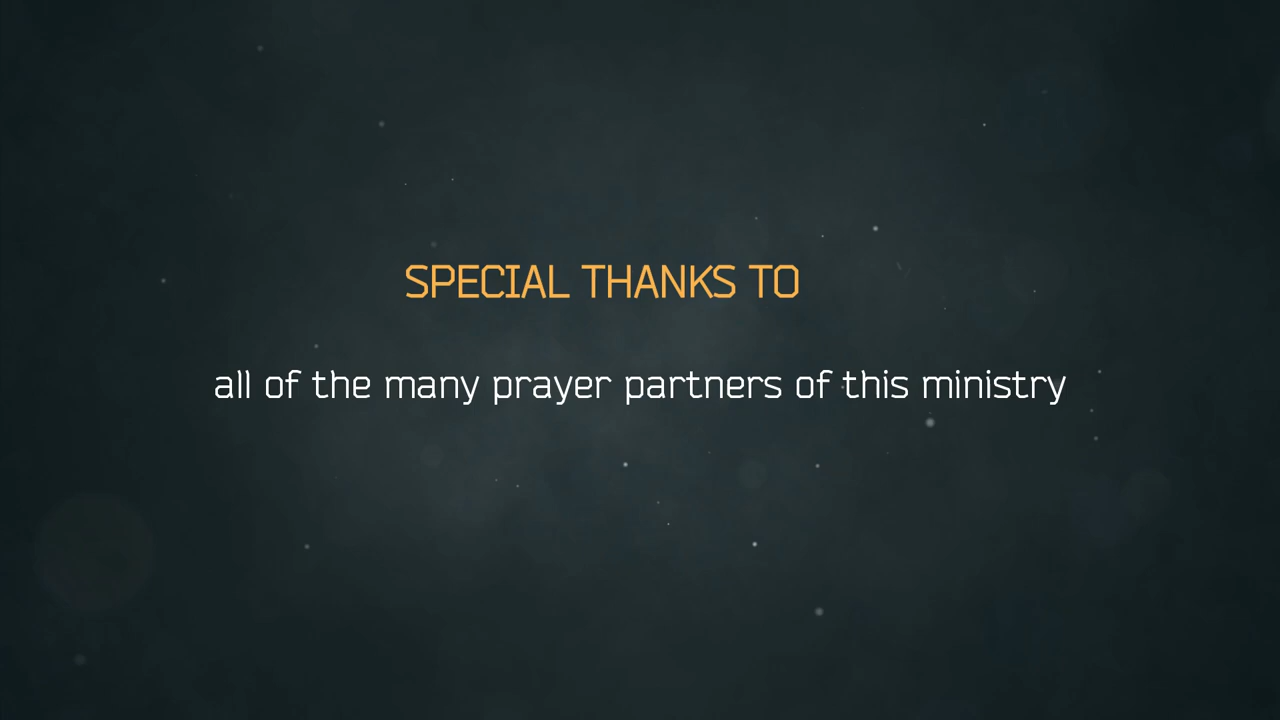 SPECIAL THANKS TO
all of the many prayer partners of this ministry